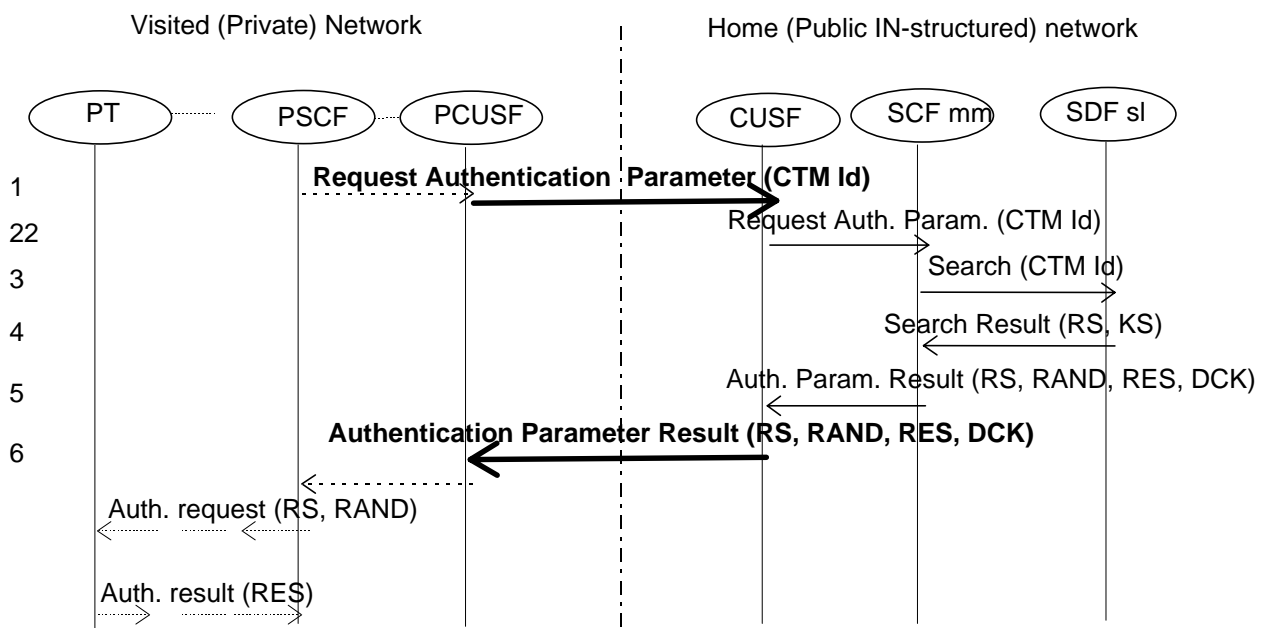 Visited (Private) Network
Home (Public IN-structured) network
PT
PSCF
PCUSF
CUSF
SCF mm
SDF sl
1
Request Authentication Parameter (CTM Id)
22
Request Auth. Param. (CTM Id)
3
Search (CTM Id)
4
Search Result (RS, KS)
5
Auth. Param. Result (RS, RAND, RES, DCK)
6
Authentication Parameter Result (RS, RAND, RES, DCK)
Auth. request (RS, RAND)
Auth. result (RES)